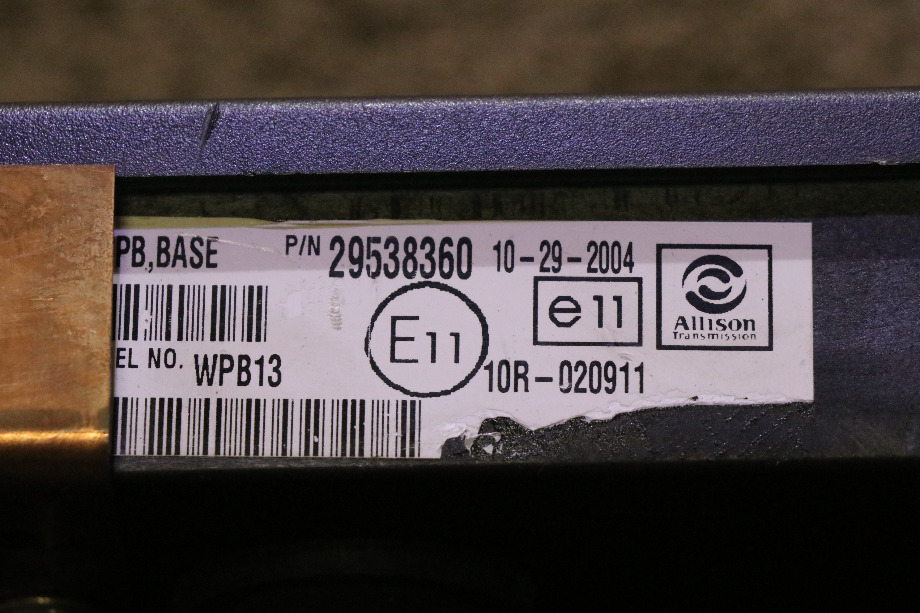 PB,BASE P/N 29538360 10-29-2004
E11 e11
Allison
Transmission
EL NO. WPB13 10R-020911